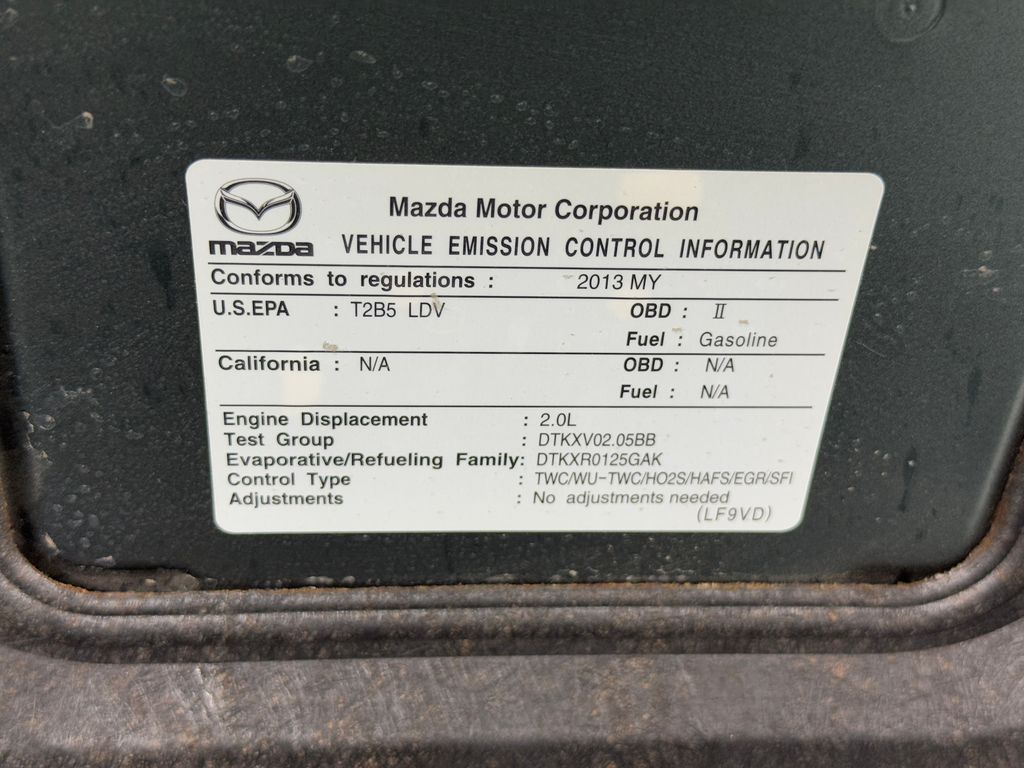 Mazda Motor Corporation
mazda VEHICLE EMISSION CONTROL INFORMATION
Conforms to regulations : 2013 MY
U.S.EPA : T2B5 LDV OBD : II
Fuel : Gasoline
California : N/A OBD : N/A
Fuel : N/A
Engine Displacement : 2.0L
Test Group : DTKXV02.05BB
Evaporative/Refueling Family: DTKXR0125GAK
Control Type : TWC/WU-TWC/HO2S/HAFS/EGR/SFI
Adjustments : No adjustments needed
(LF9VD)